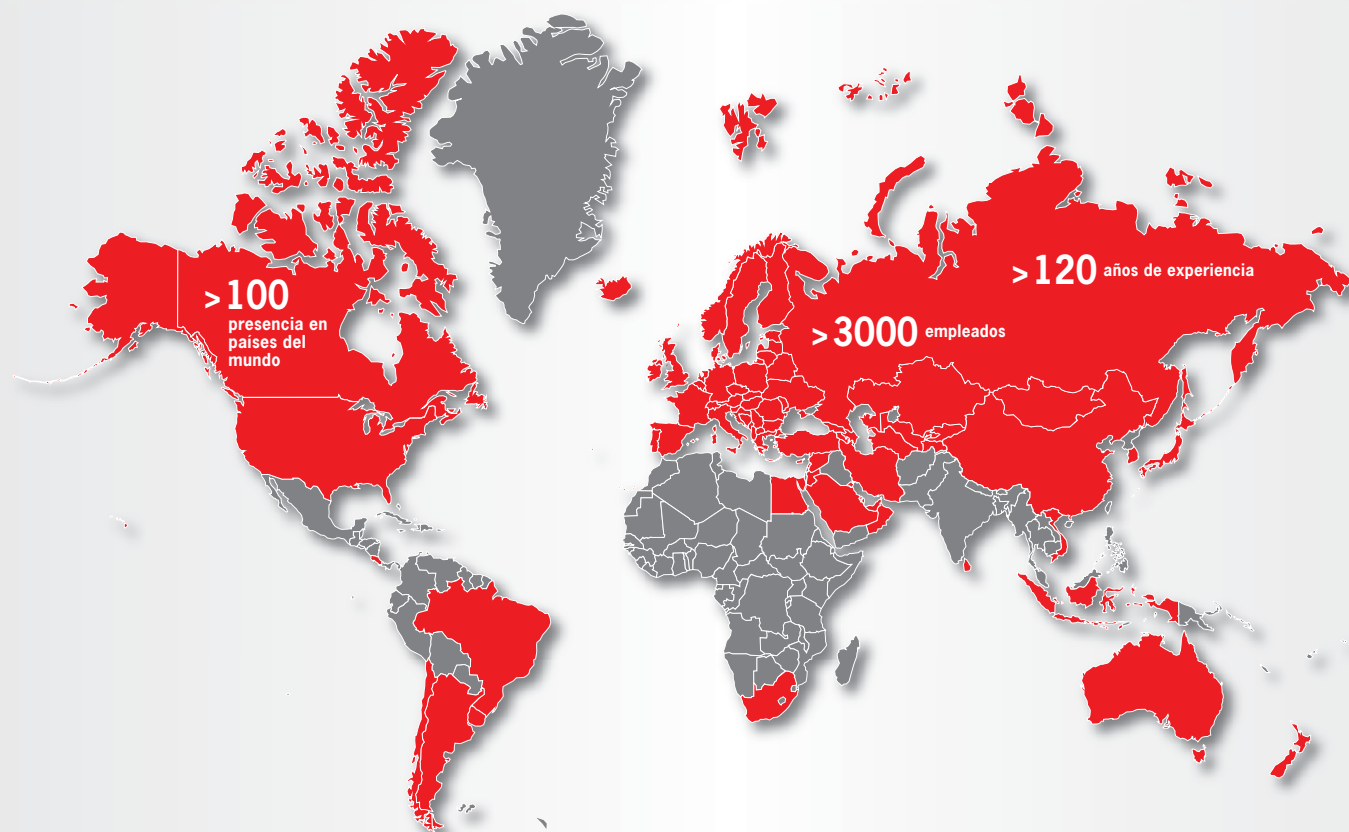 > 120 años de experiencia
> 100
presencia en
países del
mundo
> 3000 empleados